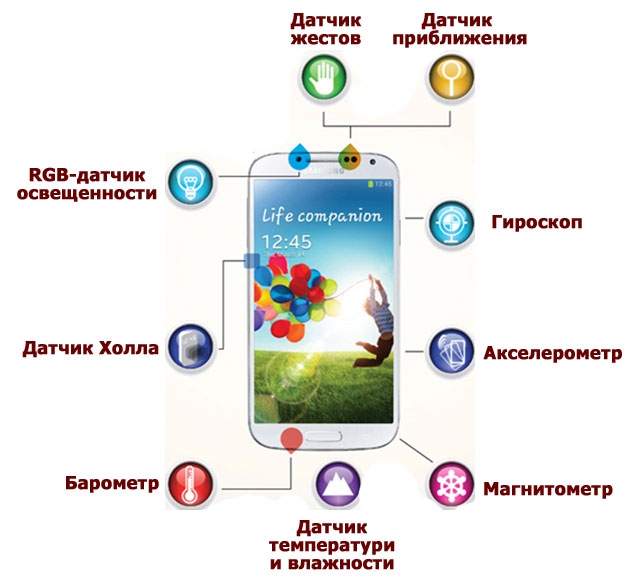 Датчик
жестов
Датчик
приближения
RGB-датчик
освещенности
SAMSUNG
12:45
Life companion
12:45
Гироскоп
Датчик Холла
Акселерометр
Барометр
Магнитометр
Датчик
температури
и влажности